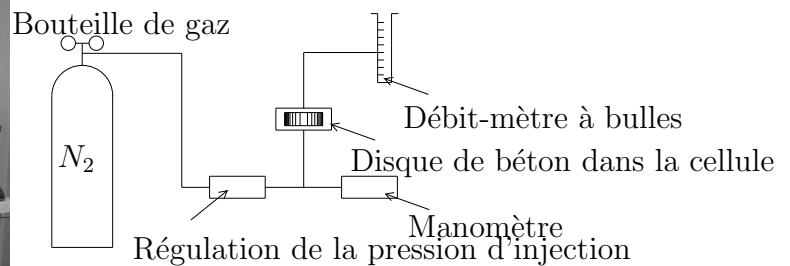 Bouteille de gaz
N₂
Débit-mètre à bulles
Disque de béton dans la cellule
Manomètre
Régulation de la pression d'injection